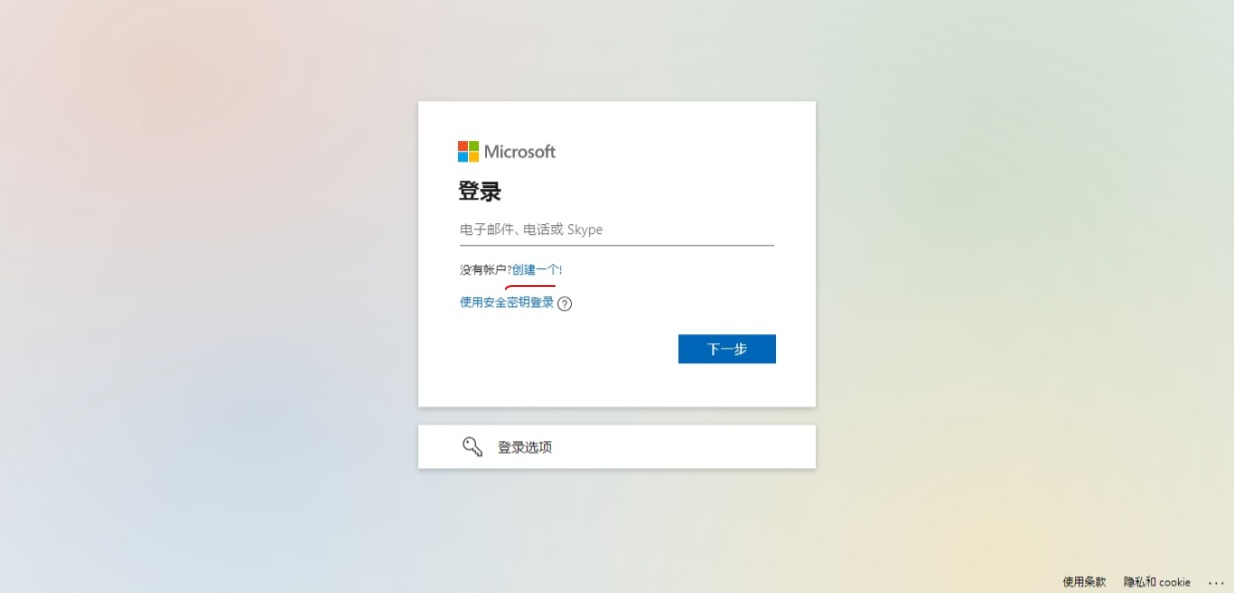 Microsoft
登录
电子邮件、电话或 Skype
没有帐户?创建一个!
使用安全密钥登录 ?
下一步
登录选项
使用条款 隐私和 cookie ...